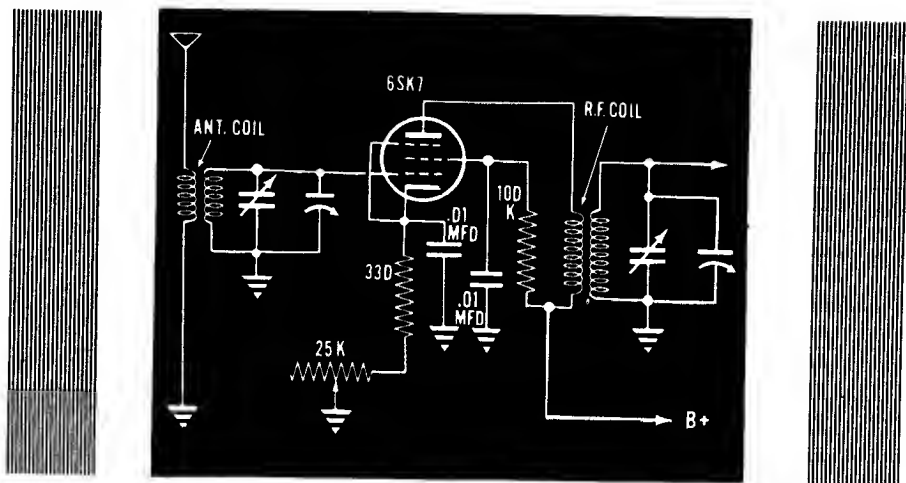 6SK7
ANT. COIL
R.F. COIL
100
K
.01
MFD
330
.01
MFD
25 K
B+